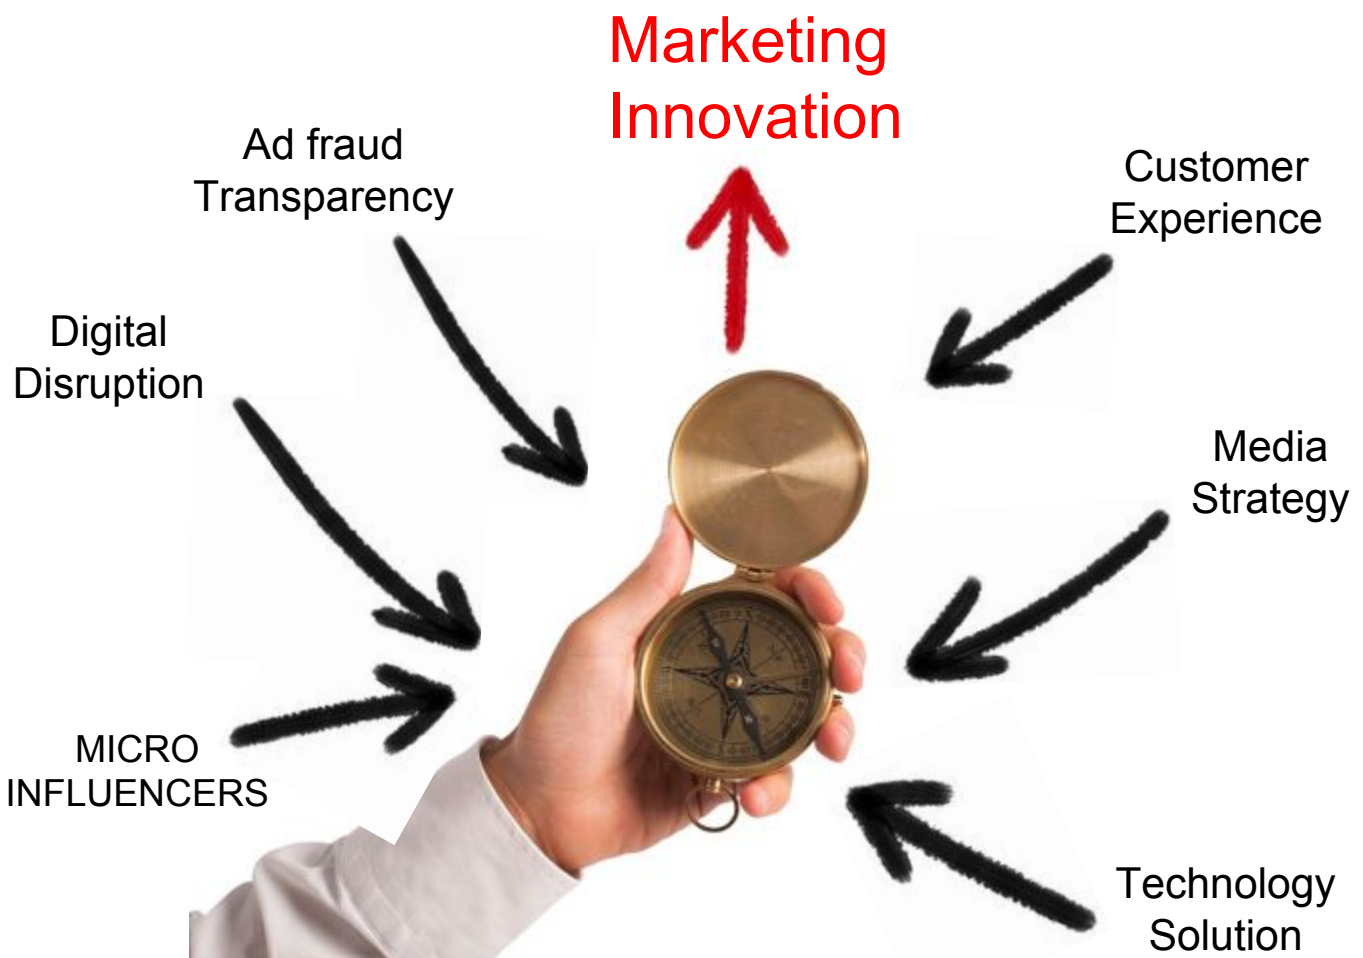 Marketing
Innovation
Ad fraud
Transparency
Customer
Experience
Digital
Disruption
Media
Strategy
MICRO
INFLUENCERS
Technology
Solution